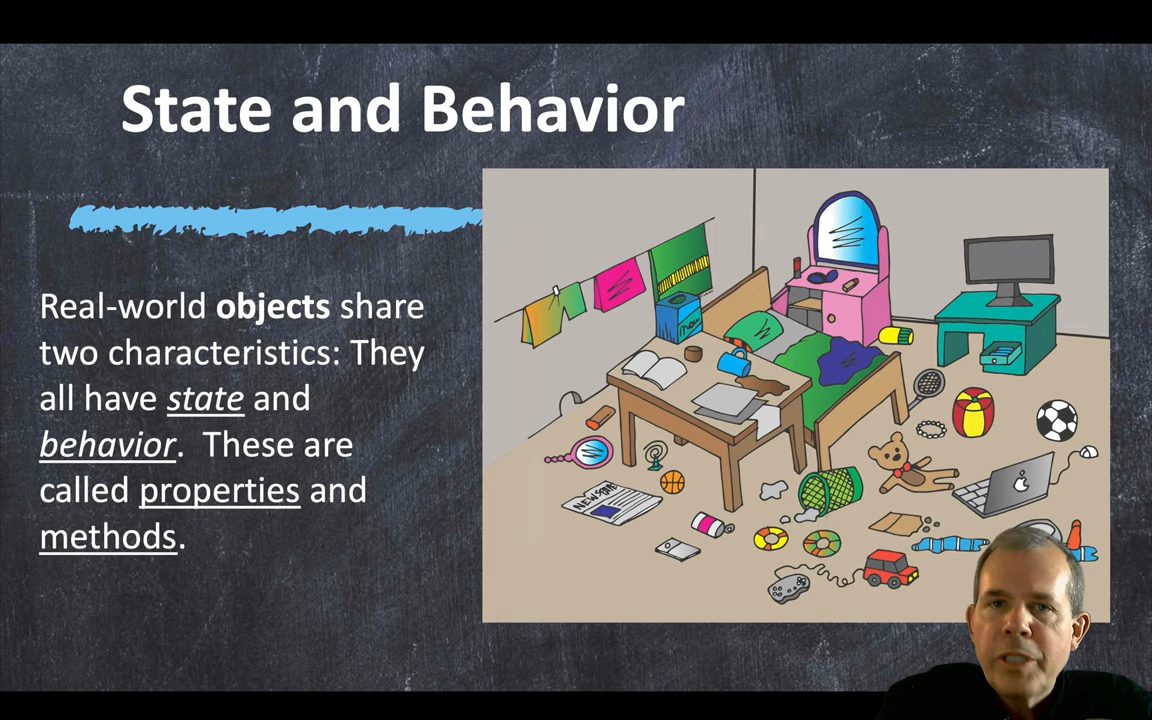 State and Behavior
Real-world objects share
two characteristics: They
all have state and
behavior.  These are
called properties and
methods.